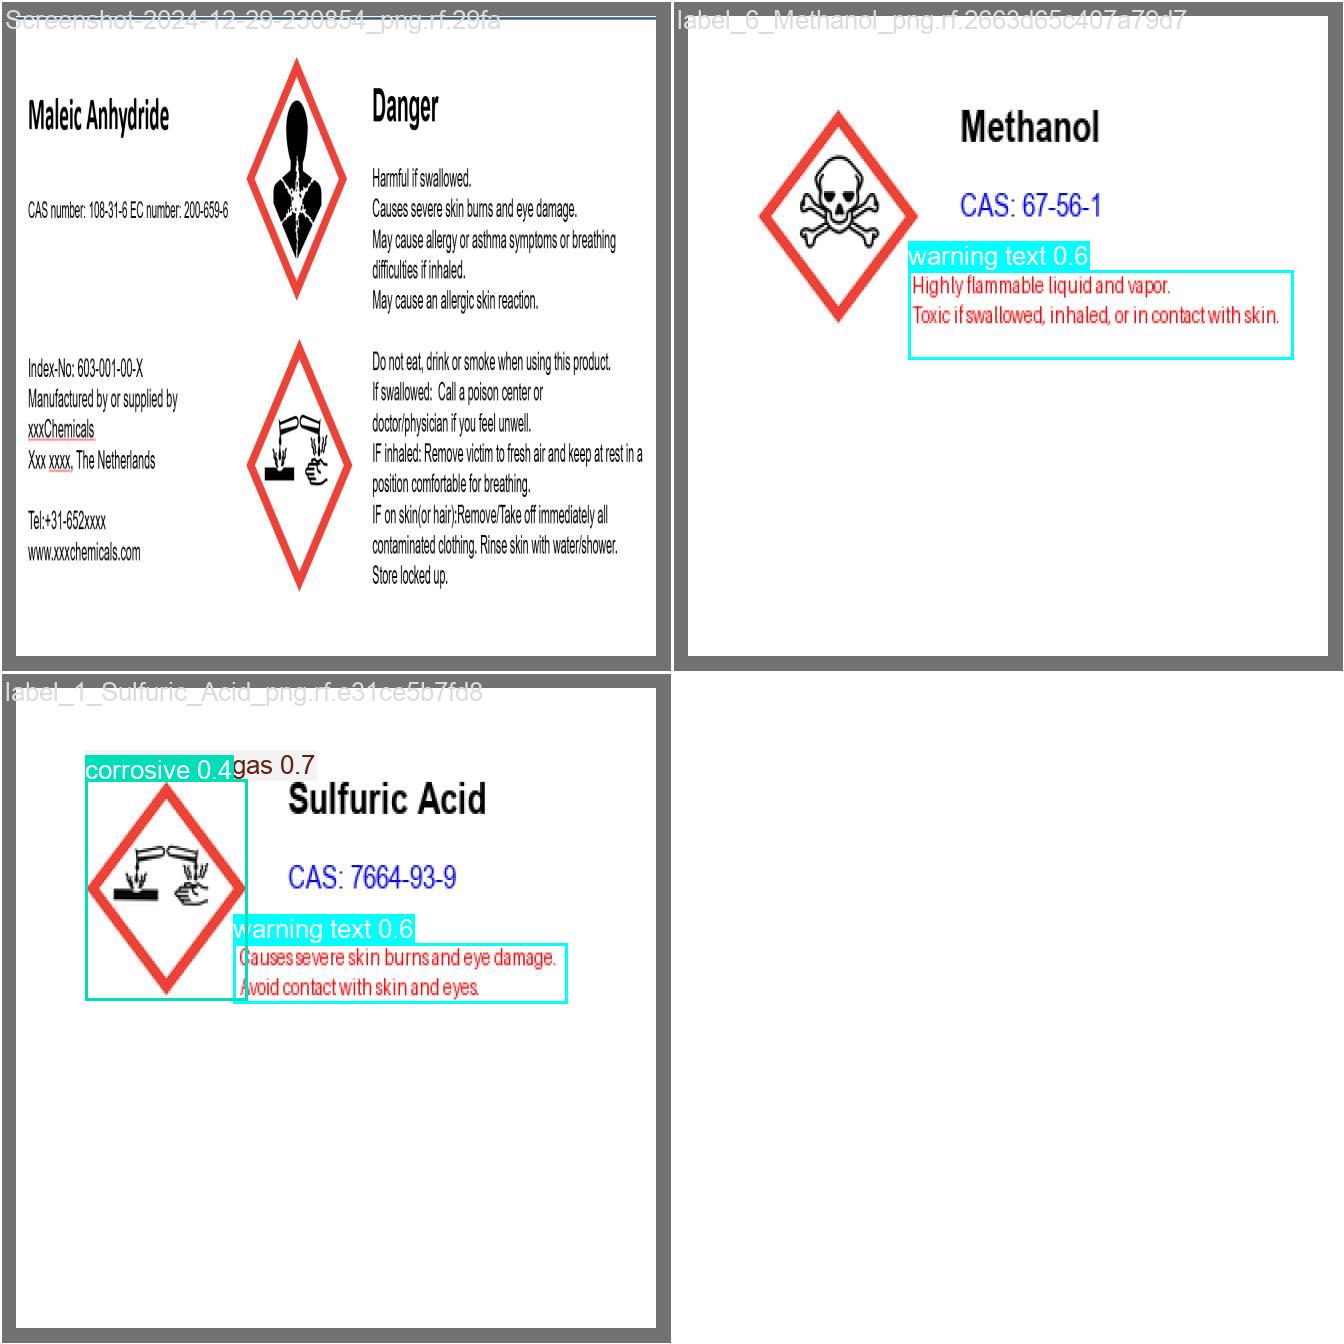 Screenshot-2024-12-29-230854_png.rf.29fa
Maleic Anhydride
CAS number: 108-31-6 EC number: 200-659-6
Index-No: 603-001-00-X
Manufactured by or supplied by
xxxChemicals
Xxx xxxx, The Netherlands
Tel:+31-652xxxx
www.xxxchemicals.com
Danger
Harmful if swallowed.
Causes severe skin burns and eye damage.
May cause allergy or asthma symptoms or breathing
difficulties if inhaled.
May cause an allergic skin reaction.
Do not eat, drink or smoke when using this product.
If swallowed: Call a poison center or
doctor/physician if you feel unwell.
IF inhaled: Remove victim to fresh air and keep at rest in a
position comfortable for breathing.
IF on skin(or hair):Remove/Take off immediately all
contaminated clothing. Rinse skin with water/shower.
Store locked up.
label_6_Methanol_png.rf.2663d65c407a79d7
Methanol
CAS: 67-56-1
warning text 0.6
Highly flammable liquid and vapor.
Toxic if swallowed, inhaled, or in contact with skin.
label_1_Sulfuric_Acid_png.rf.e31ce5b7fd8
corrosive 0.4
gas 0.7
Sulfuric Acid
CAS: 7664-93-9
warning text 0.6
Causes severe skin burns and eye damage.
Avoid contact with skin and eyes.